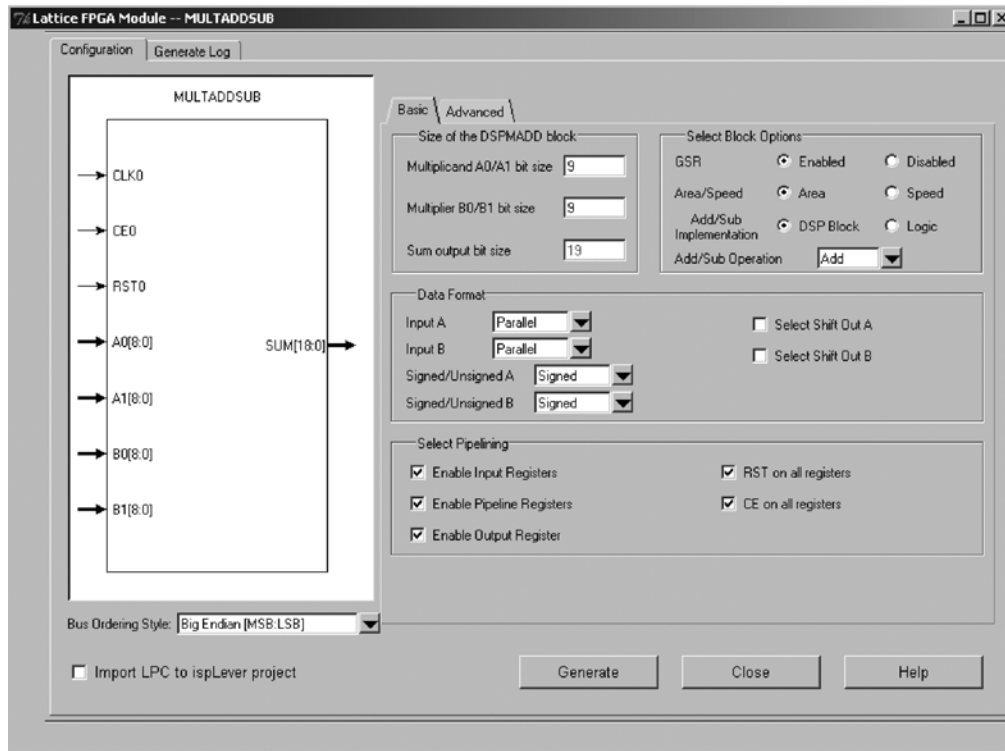 Lattice FPGA Module -- MULTADDSUB
Configuration
Generate Log
MULTADDSUB
CLK0
CE0
RST0
A0[8:0]
SUM[18:0]
A1[8:0]
B0[8:0]
B1[8:0]
Bus Ordering Style: Big Endian [MSB:LSB]
Basic
Advanced
Size of the DSPMADD block
Multiplicand A0/A1 bit size 9
Multiplier B0/B1 bit size 9
Sum output bit size 19
Select Block Options
GSR Enabled Disabled
Area/Speed Area Speed
Add/Sub
Implementation DSP Block Logic
Add/Sub Operation Add
Data Format
Input A Parallel
Input B Parallel
Signed/Unsigned A Signed
Signed/Unsigned B Signed
Select Shift Out A
Select Shift Out B
Select Pipelining
Enable Input Registers
Enable Pipeline Registers
Enable Output Register
RST on all registers
CE on all registers
Import LPC to ispLever project
Generate
Close
Help